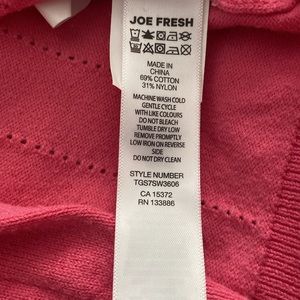 JOE FRESH
MADE IN
CHINA
69% COTTON
31% NYLON
MACHINE WASH COLD
GENTLE CYCLE
WITH LIKE COLOURS
DO NOT BLEACH
TUMBLE DRY LOW
REMOVE PROMPTLY
LOW IRON ON REVERSE
SIDE
DO NOT DRY CLEAN
STYLE NUMBER
TGS7SW3606
CA 15372
RN 133886